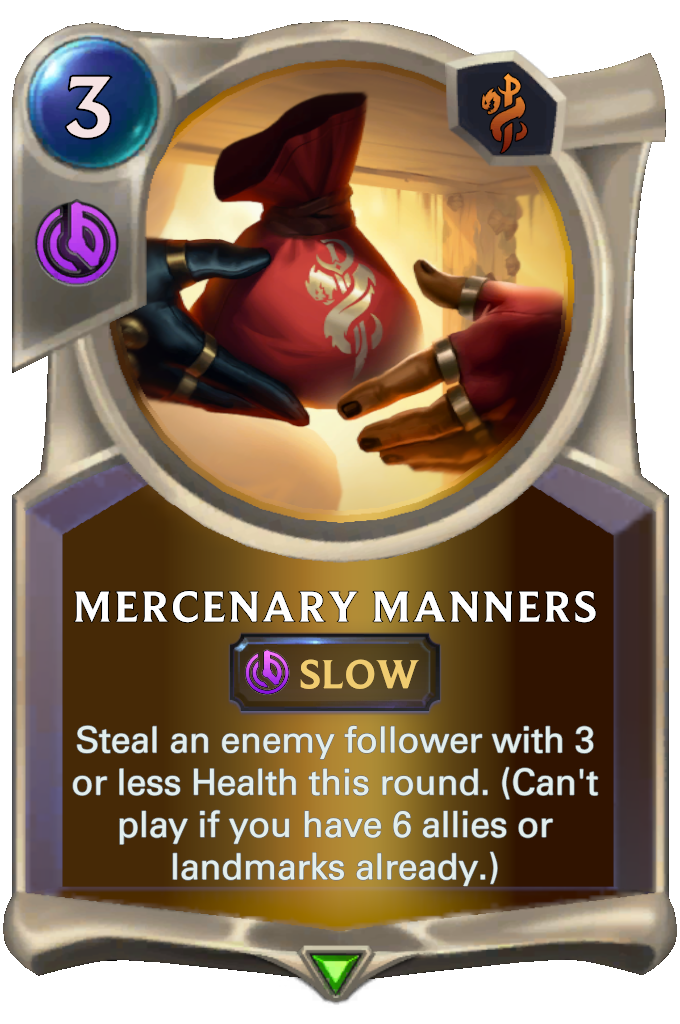 3
MERCENARY MANNERS
SLOW
Steal an enemy follower with 3
or less Health this round. (Can't
play if you have 6 allies or
landmarks already.)